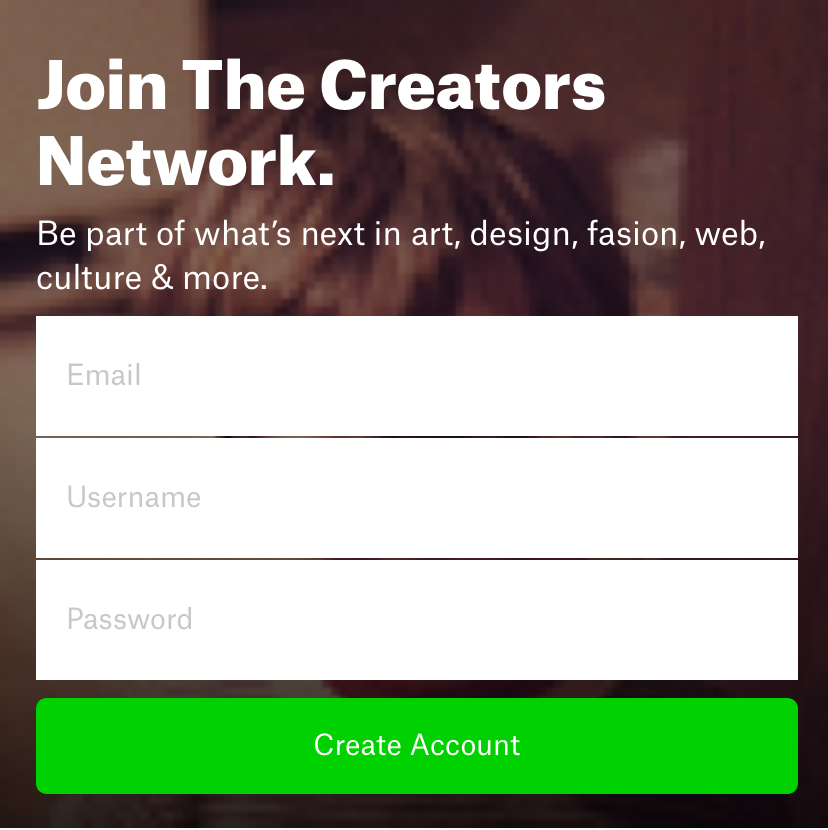 Join The Creators
Network.
Be part of what’s next in art, design, fasion, web,
culture & more.
Email
Username
Password
Create Account